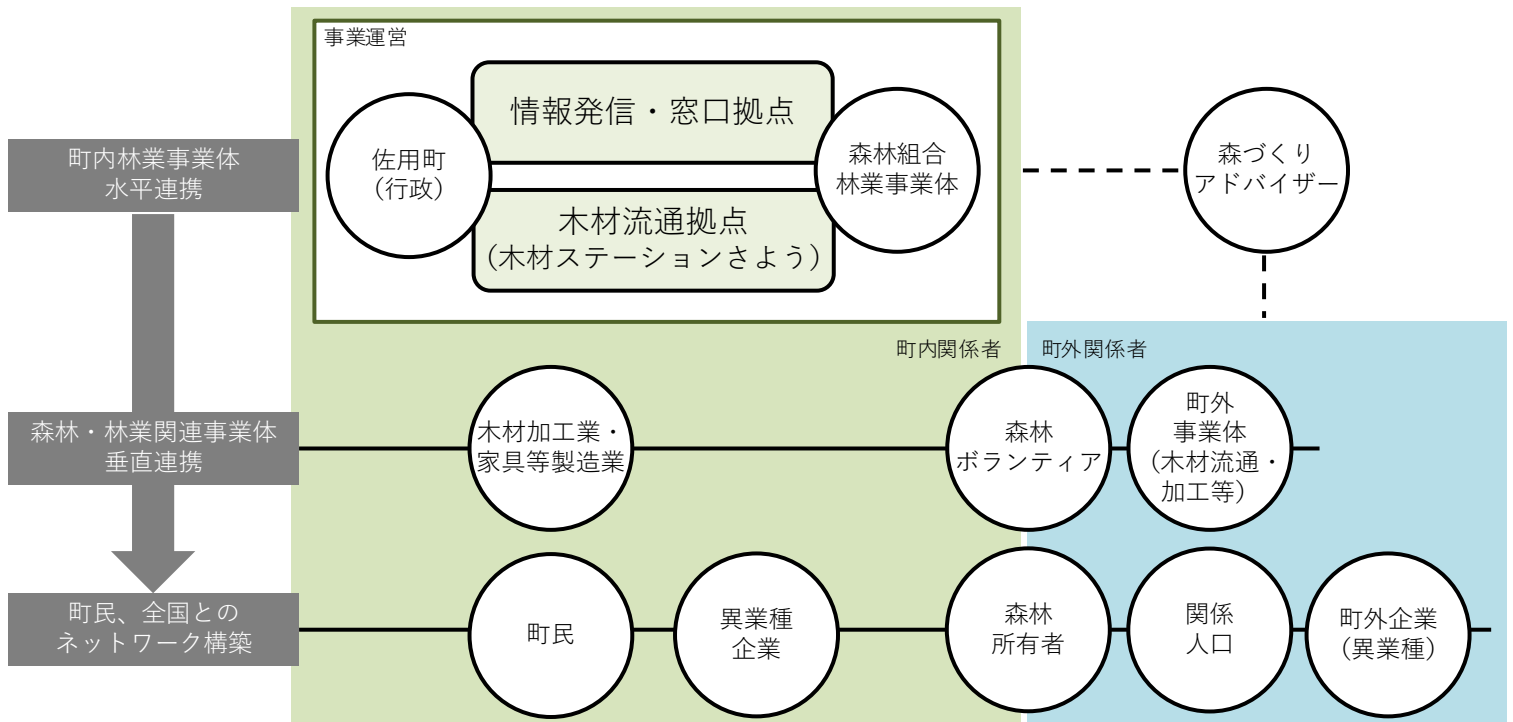 事業運営
情報発信・窓口拠点
佐用町
(行政)
森林組合
林業事業体
木材流通拠点
(木材ステーションさよう)
森づくり
アドバイザー
町内林業事業体
水平連携
町内関係者
町外関係者
森林・林業関連事業体
垂直連携
木材加工業・
家具等製造業
森林
ボランティア
町外
事業体
(木材流通・
加工等)
町民、全国との
ネットワーク構築
町民
異業種
企業
森林
所有者
関係
人口
町外企業
(異業種)